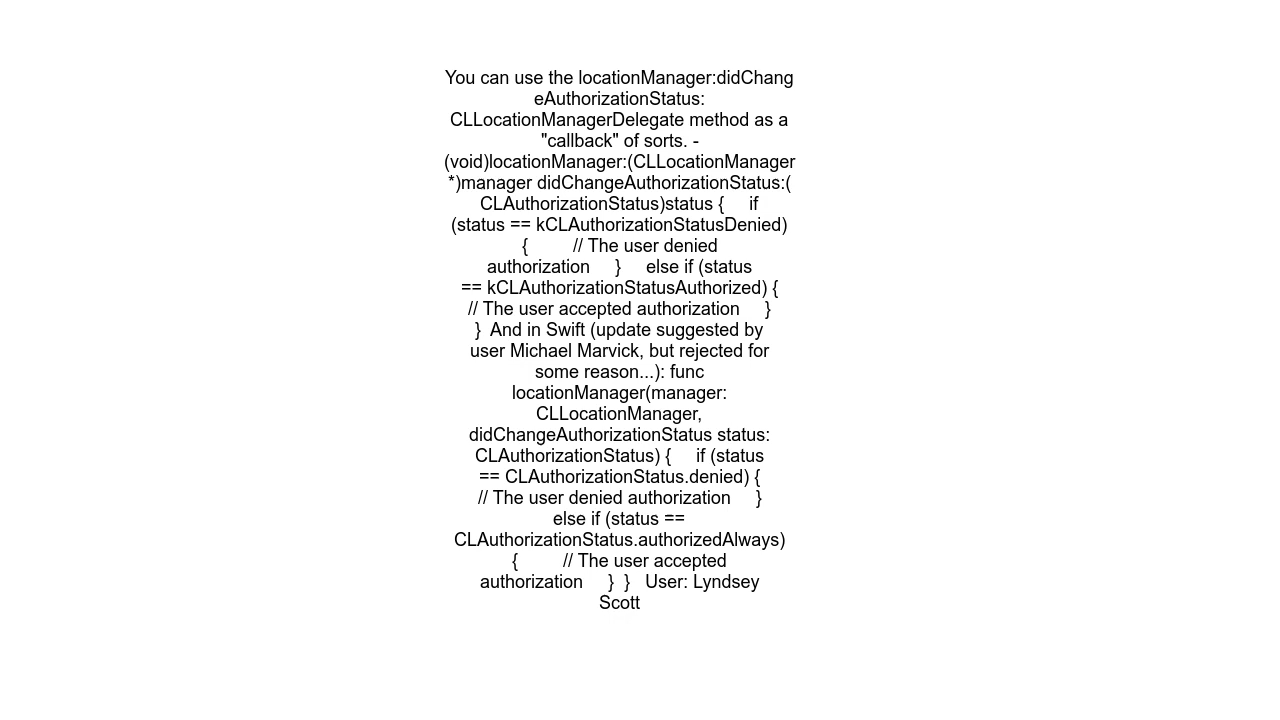 You can use the locationManager:didChang
eAuthorizationStatus:
CLLocationManagerDelegate method as a
"callback" of sorts. -
(void)locationManager:(CLLocationManager
*)manager didChangeAuthorizationStatus:(
CLAuthorizationStatus)status {     if
(status == kCLAuthorizationStatusDenied)
{         // The user denied
authorization     }     else if (status
== kCLAuthorizationStatusAuthorized) {
// The user accepted authorization     }
}  And in Swift (update suggested by
user Michael Marvick, but rejected for
some reason...): func
locationManager(manager:
CLLocationManager,
didChangeAuthorizationStatus status:
CLAuthorizationStatus) {     if (status
== CLAuthorizationStatus.denied) {
// The user denied authorization     }
else if (status ==
CLAuthorizationStatus.authorizedAlways)
{         // The user accepted
authorization     }  }   User: Lyndsey
Scott